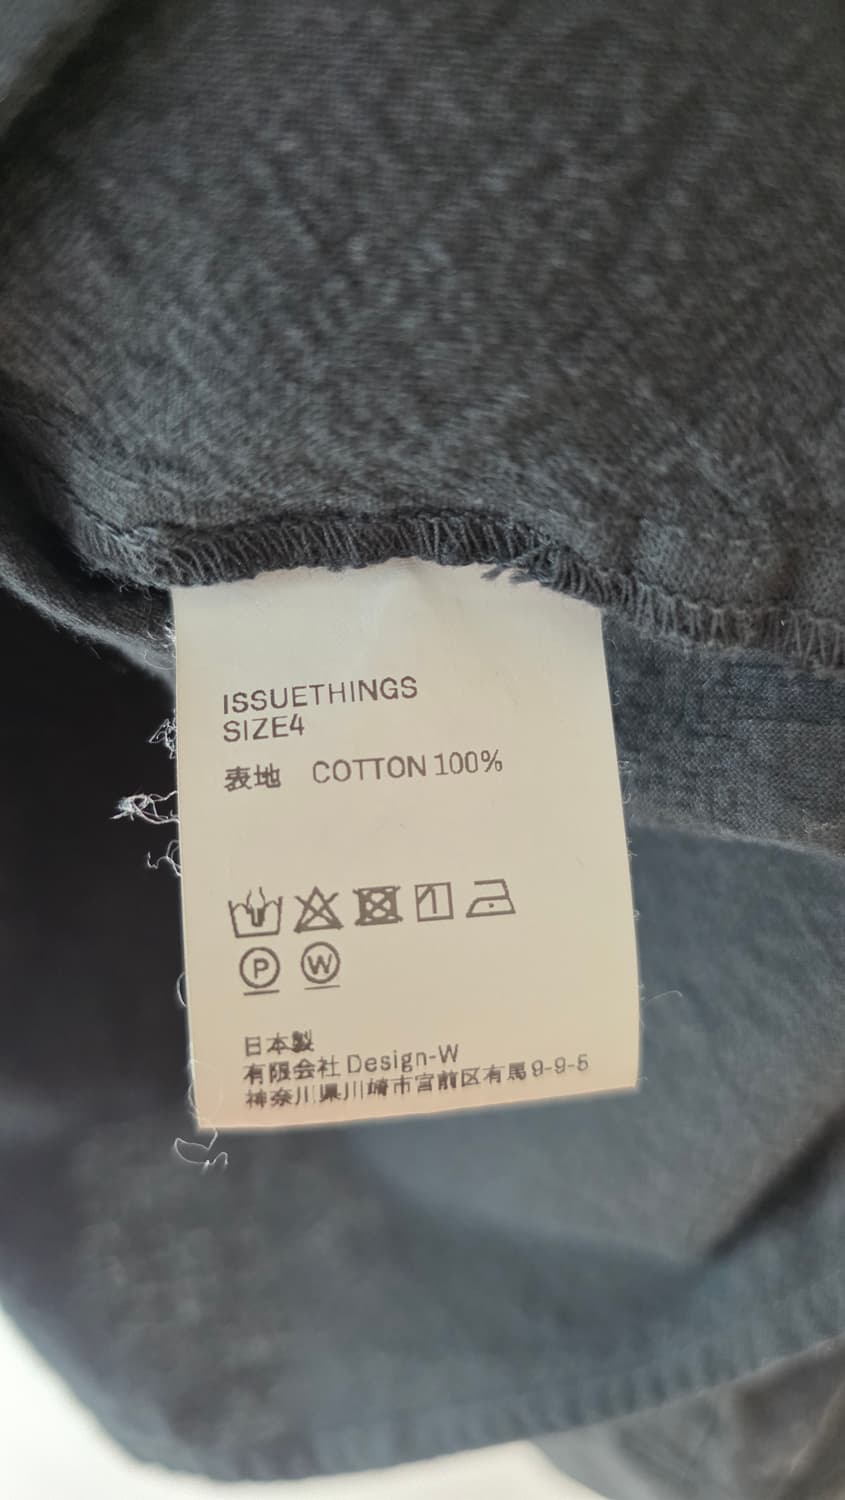 ISSUETHINGS
SIZE4
表地 COTTON 100%
P W
日本製
有限会社 Design-W
神奈川県川崎市宮前区有馬9-9-5